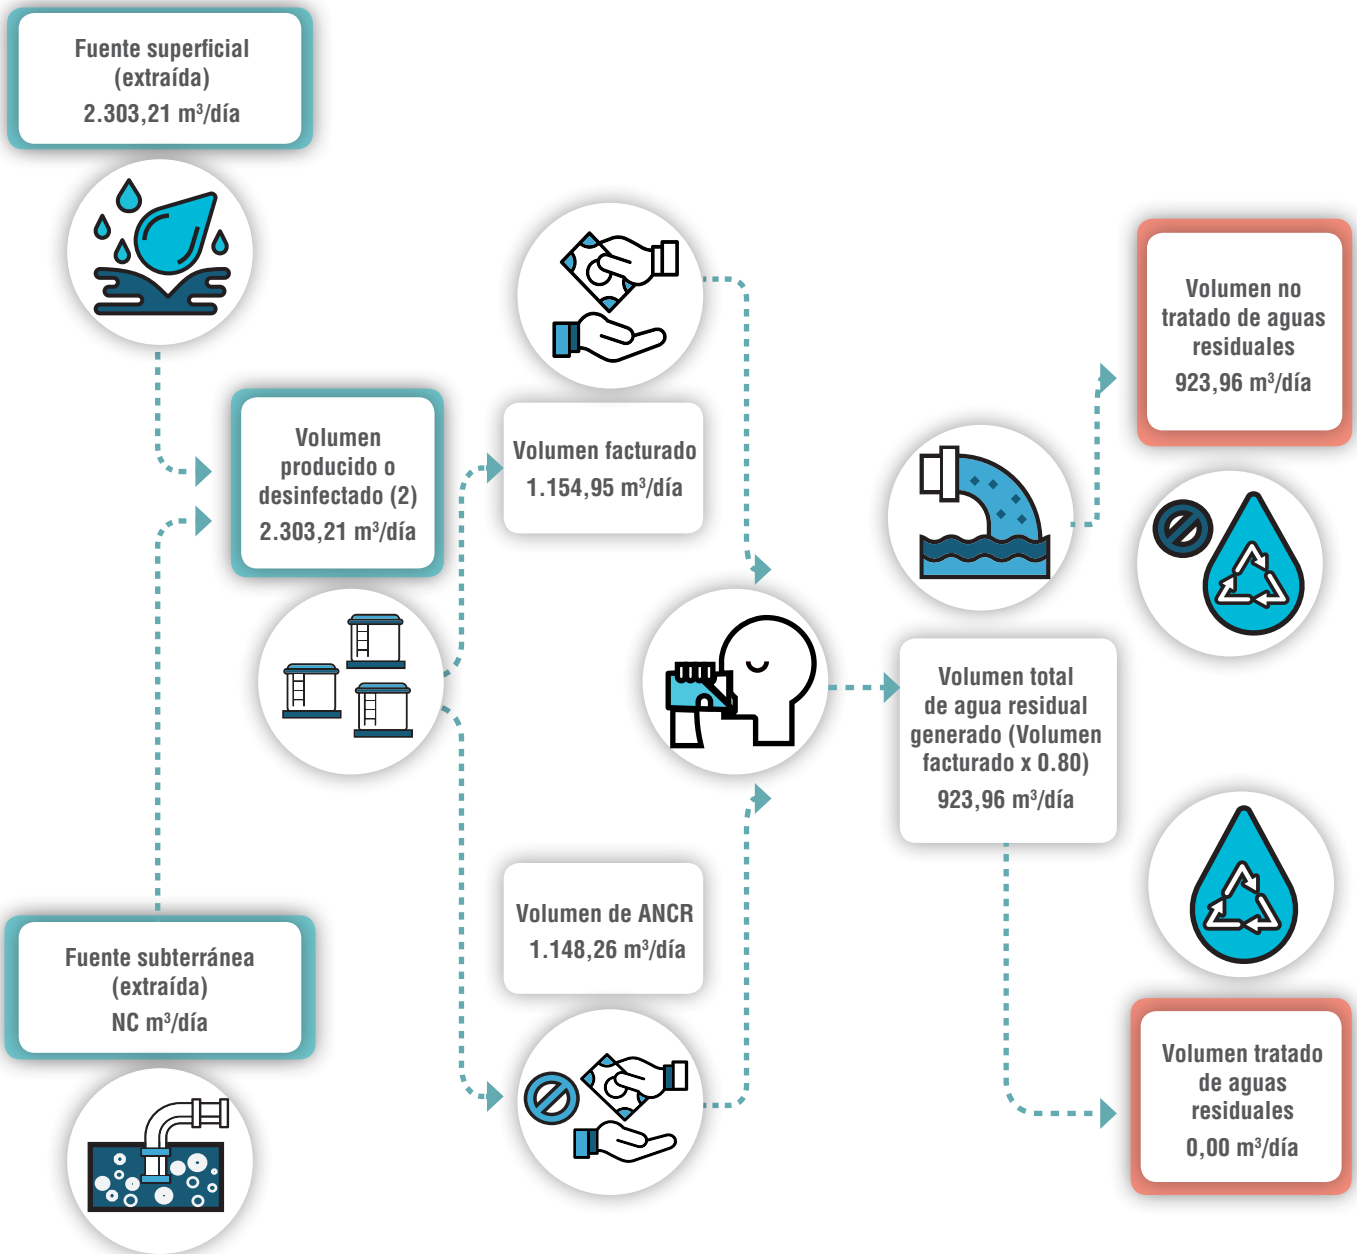 Fuente superficial
(extraída)
2.303,21 m³/día
Volumen
producido o
desinfectado (2)
2.303,21 m³/día
Fuente subterránea
(extraída)
NC m³/día
Volumen facturado
1.154,95 m³/día
Volumen de ANCR
1.148,26 m³/día
Volumen total
de agua residual
generado (Volumen
facturado x 0.80)
923,96 m³/día
Volumen no
tratado de aguas
residuales
923,96 m³/día
Volumen tratado
de aguas
residuales
0,00 m³/día